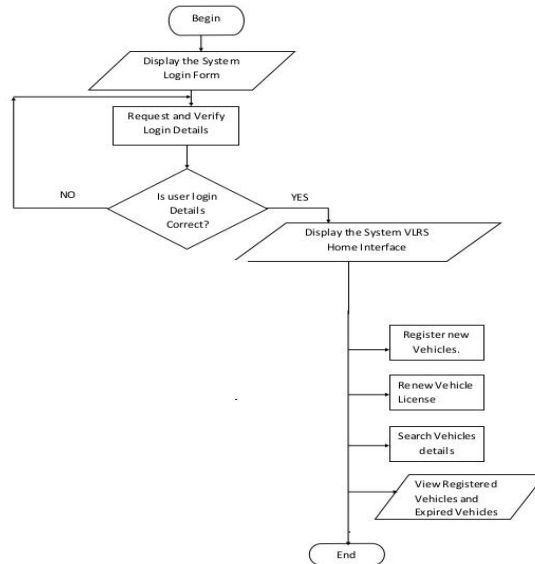 Begin
Display the System
Login Form
Request and Verify
Login Details
Is user login
Details
Correct?
NO
YES
Display the System VLRS
Home Interface
Register new
Vehicles.
Renew Vehicle
License
Search Vehicles
details
View Registered
Vehicles and
Expired Vehicles
End